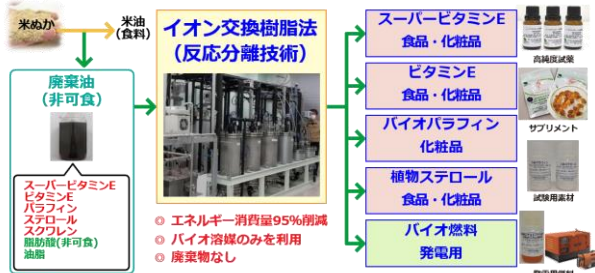 米ぬか
米油
(食料)
廃棄油
(非可食)
スーパービタミンE
ビタミンE
パラフィン
ステロール
スクワレン
脂肪酸(非可食)
油脂
イオン交換樹脂法
(反応分離技術)
◎ エネルギー消費量95%削減
◎ バイオ溶媒のみを利用
◎ 廃棄物なし
スーパービタミンE
食品・化粧品
ビタミンE
食品・化粧品
バイオパラフィン
化粧品
植物ステロール
食品・化粧品
バイオ燃料
発電用
高純度試薬
サプリメント
試験用素材